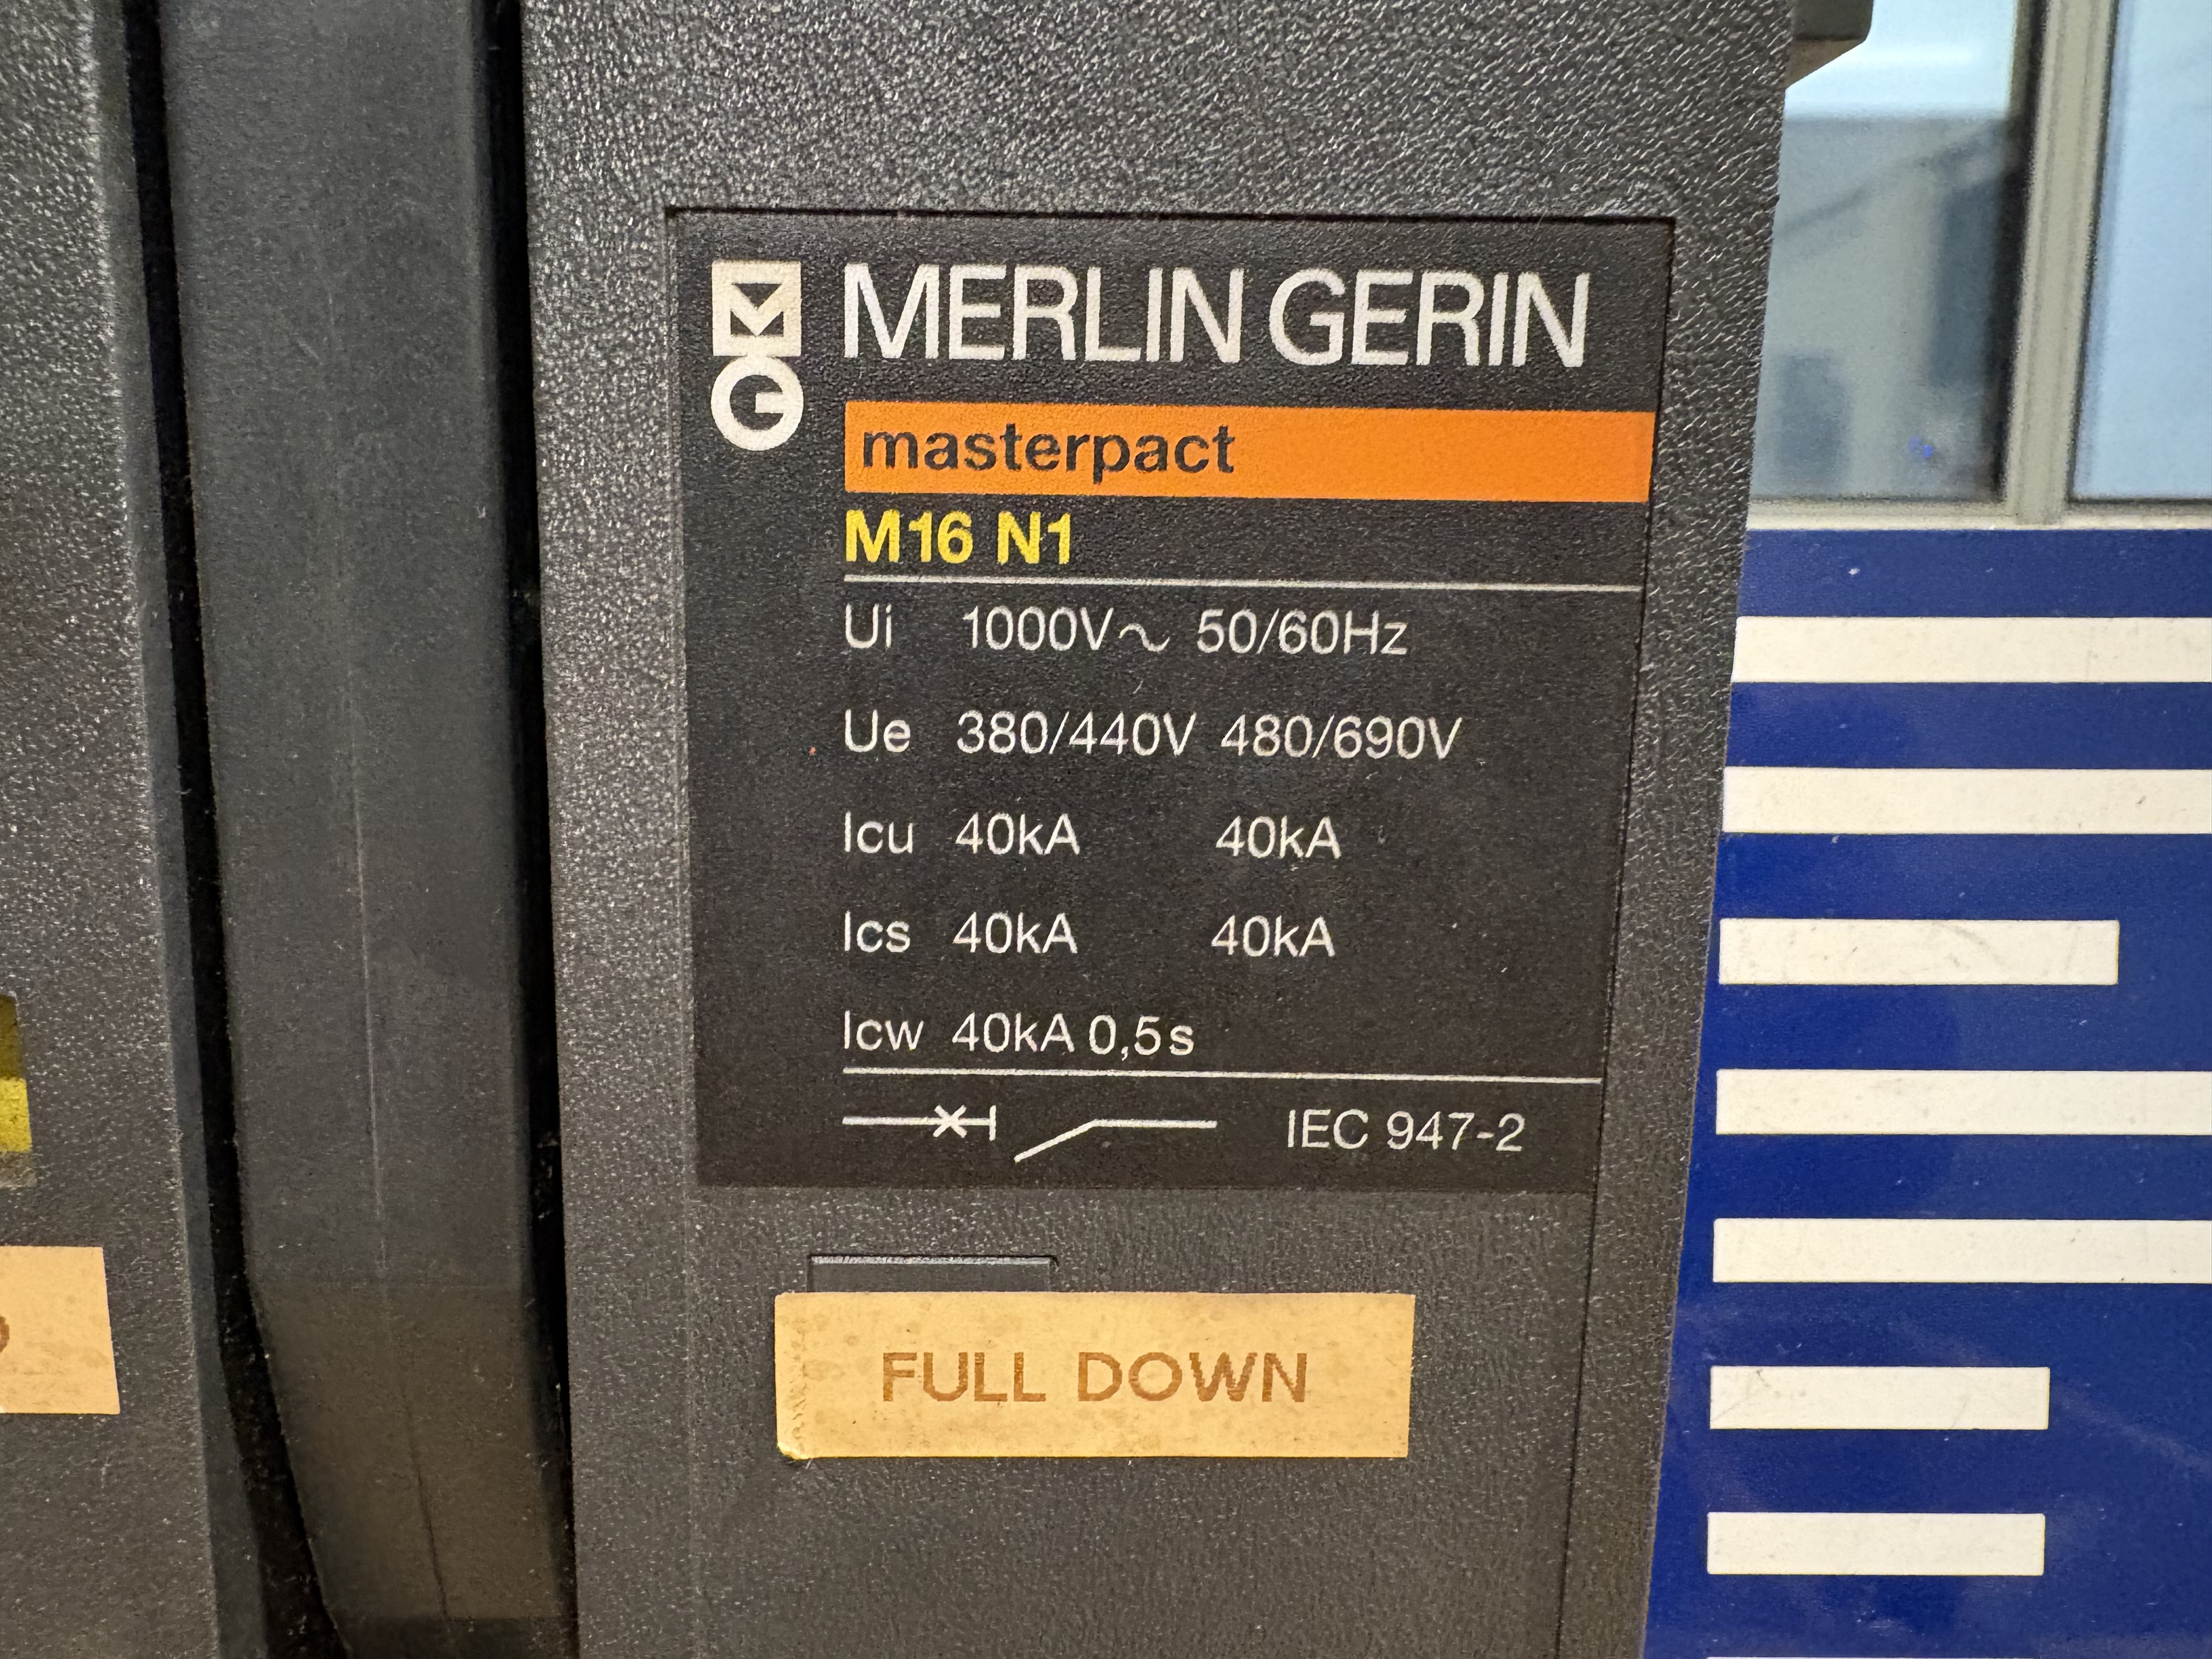 MG MERLIN GERIN
masterpact
M16 N1
Ui 1000V~ 50/60Hz
Ue 380/440V 480/690V
Icu 40kA 40kA
Ics 40kA 40kA
Icw 40kA 0,5s
IEC 947-2
FULL DOWN